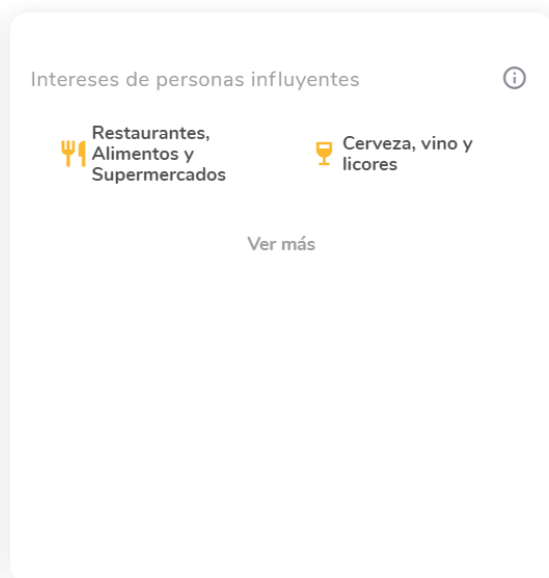 Intereses de personas influyentes
Restaurantes,
Alimentos y
Supermercados
Cerveza, vino y
licores
Ver más